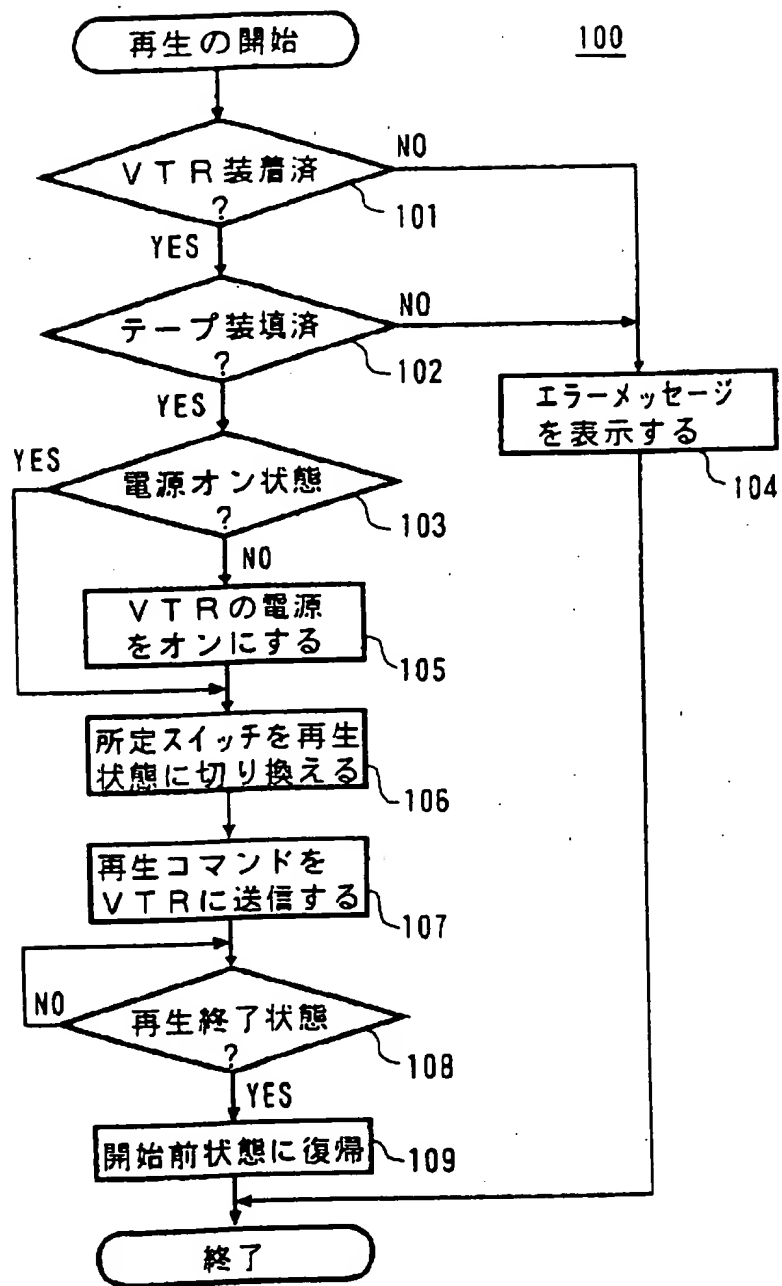 再生の開始
100
VTR装着済
?
NO
101
YES
テープ装填済
?
NO
102
YES
エラーメッセージ
を表示する
104
YES
電源オン状態
?
103
NO
VTRの電源
をオンにする
105
所定スイッチを再生
状態に切り換える
106
再生コマンドを
VTRに送信する
107
NO
再生終了状態
?
108
YES
開始前状態に復帰
109
終了